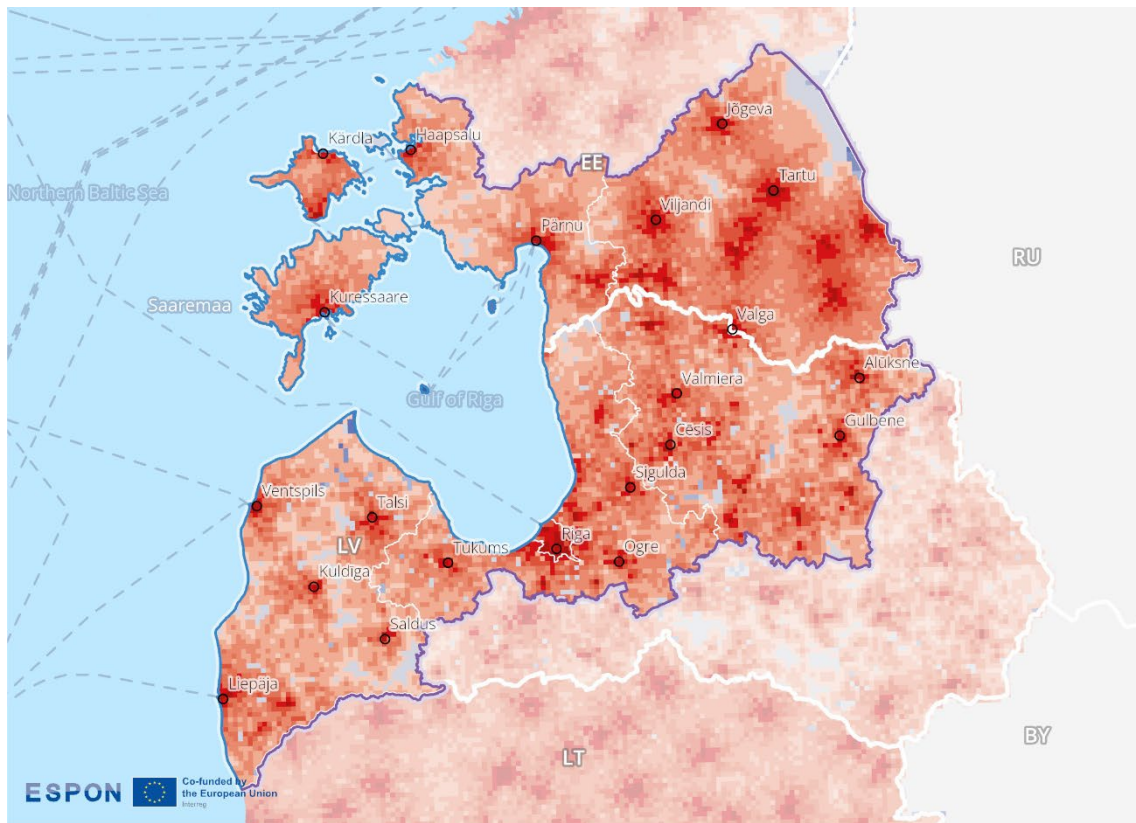 Jõgeva
Kärdla
Haapsalu
EE
Tartu
Northern Baltic Sea
Viljandi
Pärnu
RU
Saaremaa
Kuressaare
Valga
Alūksne
Gulf of Riga
Valmiera
Gulbene
Cēsis
Sigulda
Ventspils
Talsi
LV
Tukums
Rīga
Ogre
Kuldīga
Saldus
Liepāja
LT
BY
ESPON
Co-funded by
the European Union
Interreg